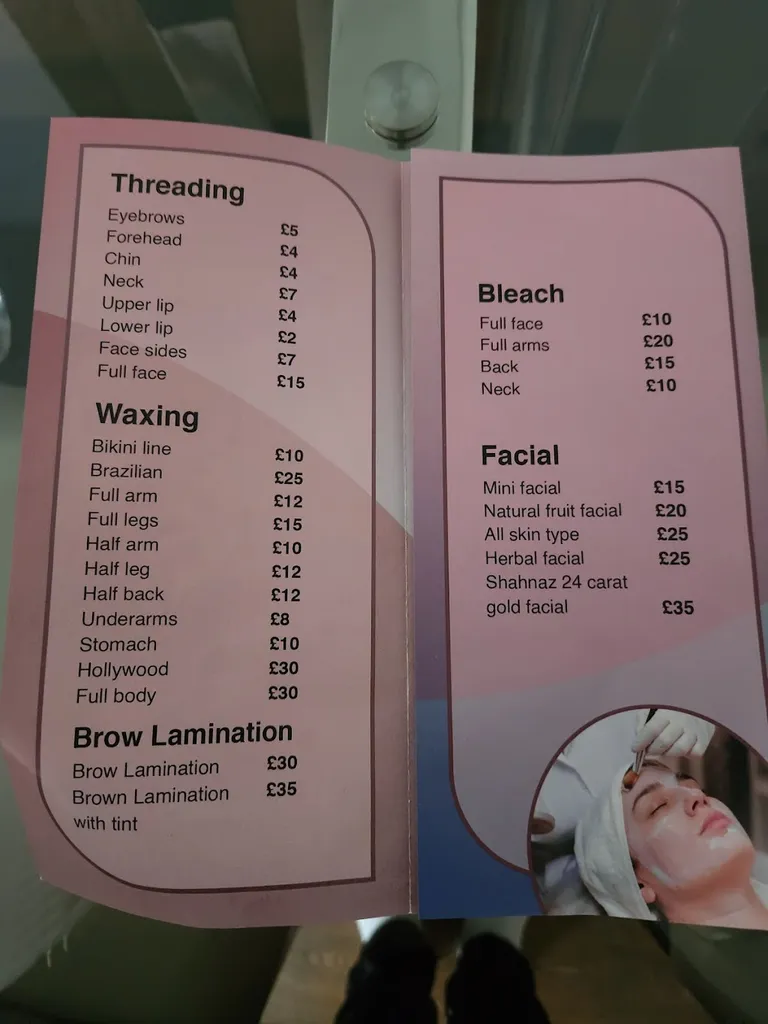 Threading
Eyebrows £5
Forehead £4
Chin £4
Neck £7
Upper lip £4
Lower lip £2
Face sides £7
Full face £15
Waxing
Bikini line £10
Brazilian £25
Full arm £12
Full legs £15
Half arm £10
Half leg £12
Half back £12
Underarms £8
Stomach £10
Hollywood £30
Full body £30
Brow Lamination
Brow Lamination £30
Brown Lamination £35
with tint
Bleach
Full face £10
Full arms £20
Back £15
Neck £10
Facial
Mini facial £15
Natural fruit facial £20
All skin type £25
Herbal facial £25
Shahnaz 24 carat
gold facial £35